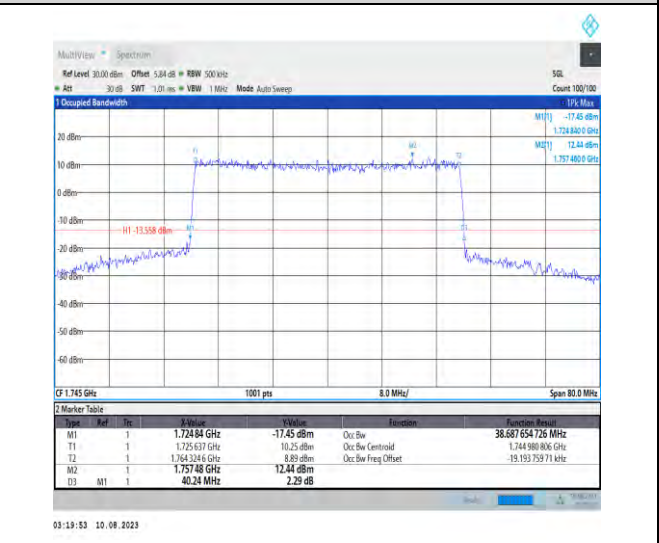 MultiView Spectrum
Ref Level 30.00 dBm Offset 5.84 dB RBW 500 kHz SGL
Att 30 dB SWT 1.01 ms VBW 1 MHz Mode Auto Sweep Count 100/100
1 Occupied Bandwidth 1Pk Max
M1[1] -17.45 dBm
1.724 840 0 GHz
20 dBm M2[1] 12.44 dBm
1.757 480 0 GHz
T1 M2 T2
10 dBm
0 dBm
-10 dBm
H1 -13.558 dBm M1
-20 dBm
-30 dBm
-40 dBm
-50 dBm
-60 dBm
CF 1.745 GHz 1001 pts 8.0 MHz/ Span 80.0 MHz
2 Marker Table
Type Ref Trc X-Value Y-Value Function Function Result
M1 1 1.724 84 GHz -17.45 dBm Occ Bw 38.687 654 726 MHz
T1 1 1.725 637 GHz 10.25 dBm Occ Bw Centroid 1.744 980 806 GHz
T2 1 1.764 324 6 GHz 8.89 dBm Occ Bw Freq Offset -19.193 759 71 kHz
M2 1 1.757 48 GHz 12.44 dBm
D3 M1 1 40.24 MHz 2.29 dB
03:19:53 10.08.2023